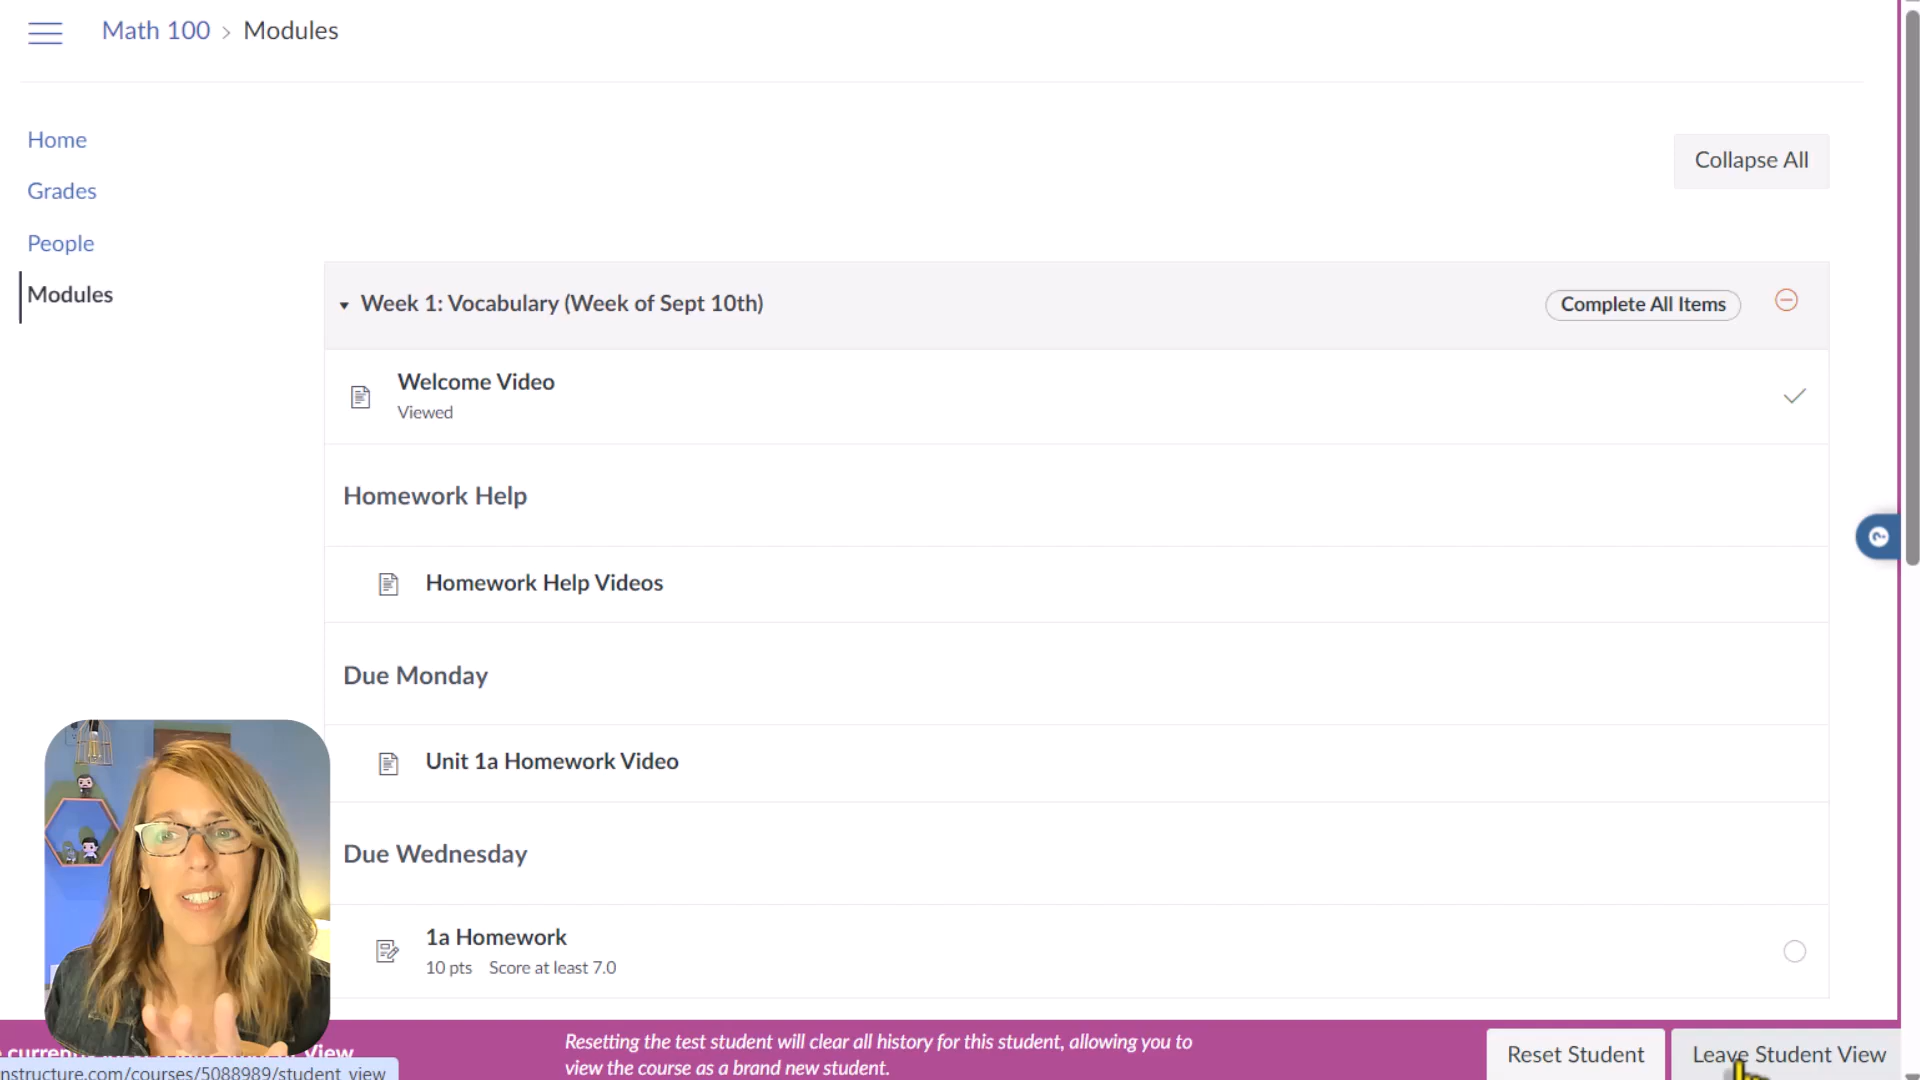 Math 100 > Modules
Home
Grades
People
Modules
Collapse All
Week 1: Vocabulary (Week of Sept 10th)
Complete All Items
Welcome Video
Viewed
Homework Help
Homework Help Videos
Due Monday
Unit 1a Homework Video
Due Wednesday
1a Homework
10 pts Score at least 7.0
View
Resetting the test student will clear all history for this student, allowing you to
view the course as a brand new student.
Reset Student
Leave Student View
nstructure.com/courses/5088989/student_view